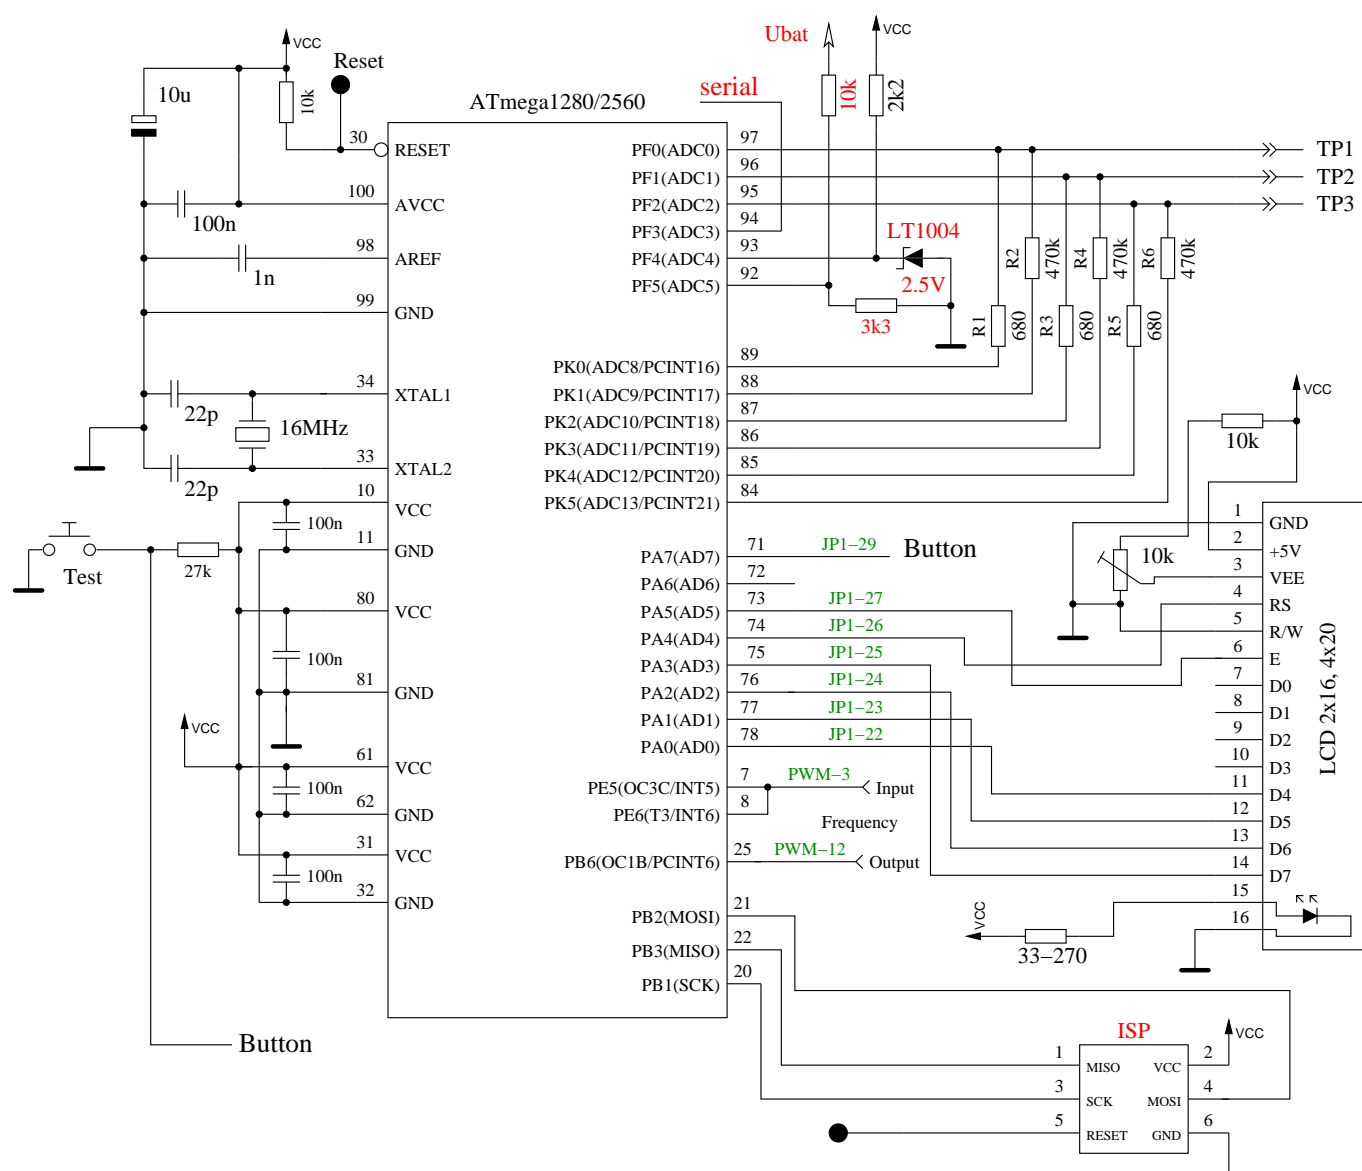 Ubat
VCC
VCC
Reset
10u
10k
serial
10k
2k2
ATmega1280/2560
30
RESET
PF0(ADC0)
97
TP1
PF1(ADC1)
96
TP2
100
AVCC
PF2(ADC2)
95
TP3
100n
PF3(ADC3)
94
LT1004
98
AREF
PF4(ADC4)
93
1n
PF5(ADC5)
92
2.5V
R2
470k
R4
470k
R6
470k
99
GND
3k3
R1
680
R3
680
R5
680
PK0(ADC8/PCINT16)
89
34
XTAL1
PK1(ADC9/PCINT17)
88
22p
VCC
PK2(ADC10/PCINT18)
87
16MHz
10k
PK3(ADC11/PCINT19)
86
33
XTAL2
PK4(ADC12/PCINT20)
85
22p
10
VCC
PK5(ADC13/PCINT21)
84
100n
11
GND
PA7(AD7)
71
JP1-29
Button
Test
27k
PA6(AD6)
72
80
VCC
PA5(AD5)
73
JP1-27
PA4(AD4)
74
JP1-26
100n
PA3(AD3)
75
JP1-25
81
GND
PA2(AD2)
76
JP1-24
VCC
PA1(AD1)
77
JP1-23
PA0(AD0)
78
JP1-22
61
VCC
PE5(OC3C/INT5)
7
PWM-3
Input
100n
62
GND
PE6(T3/INT6)
8
Frequency
31
VCC
PB6(OC1B/PCINT6)
25
PWM-12
Output
100n
32
GND
PB2(MOSI)
21
PB3(MISO)
22
PB1(SCK)
20
10k
1
GND
2
+5V
3
VEE
4
RS
5
R/W
6
E
7
D0
8
D1
9
D2
10
D3
11
D4
12
D5
13
D6
14
D7
15
16
LCD 2x16, 4x20
VCC
33-270
Button
ISP
VCC
1
MISO
VCC
2
3
SCK
MOSI
4
5
RESET
GND
6